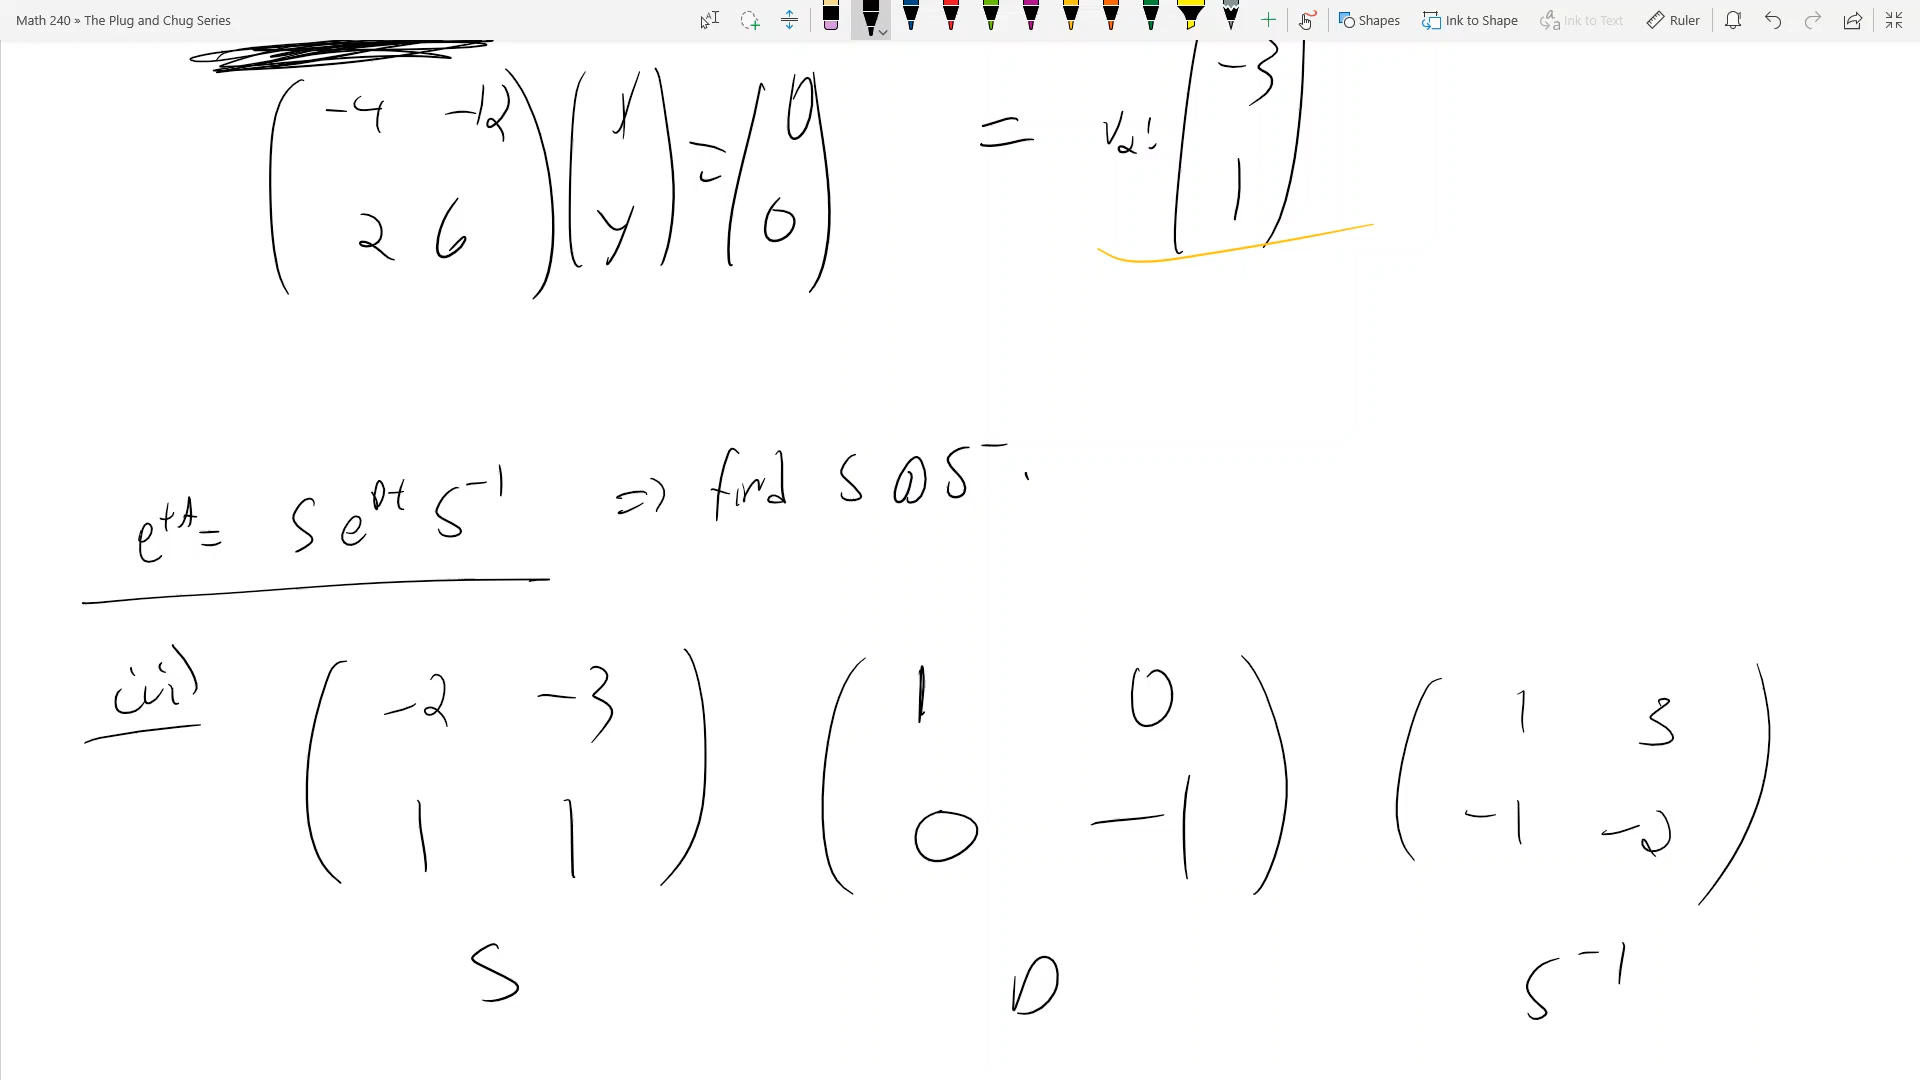 Math 240 » The Plug and Chug Series
Shapes Ink to Shape Ink to Text Ruler
-4 -12 x 0 -3
= = v2:
2 6 y 0 1
e^tA = S e^Dt S^-1 => find S D S^-.
iii) -2 -3 1 0 1 3
1 1 0 -1 -1 -2
S D S^-1